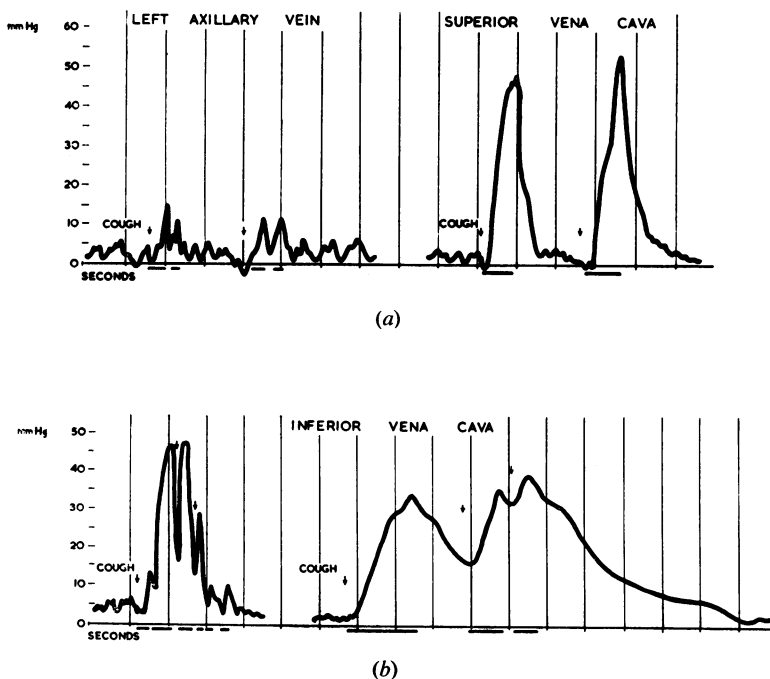 mm Hg
60
LEFT AXILLARY VEIN
SUPERIOR VENA CAVA
50
40
30
20
10
COUGH
COUGH
0
SECONDS
(a)
mm Hg
50
INFERIOR VENA CAVA
40
30
20
COUGH
COUGH
10
0
SECONDS
(b)